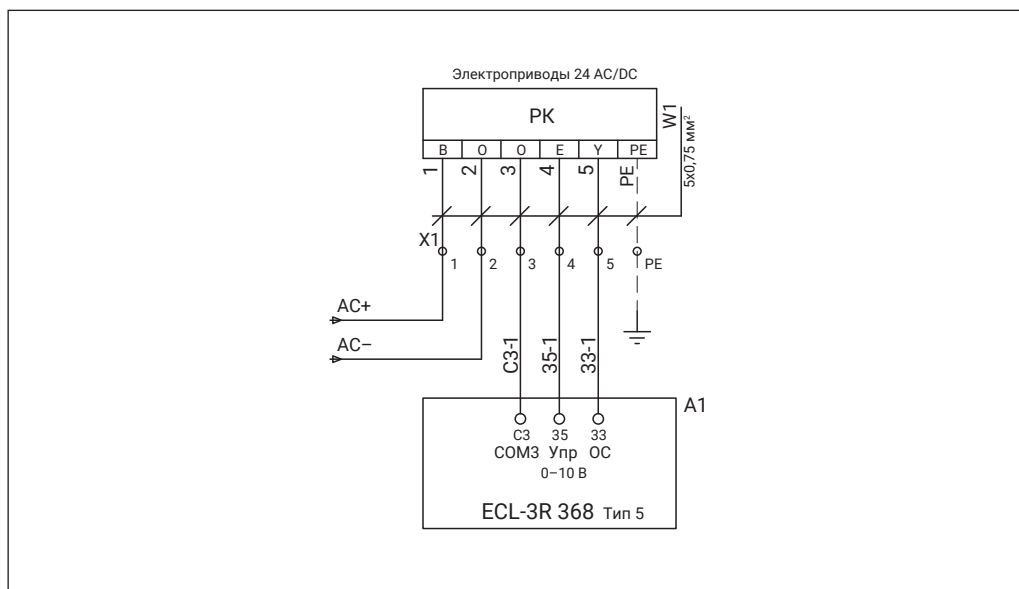 Электроприводы 24 AC/DC
РК
W1
5x0,75 мм²
B O O E Y PE
1 2 3 4 5 PE
X1
1 2 3 4 5 PE
AC+
AC–
C3-1 35-1 33-1
A1
C3 35 33
COM3 Упр ОС
0–10 В
ECL-3R 368 Тип 5